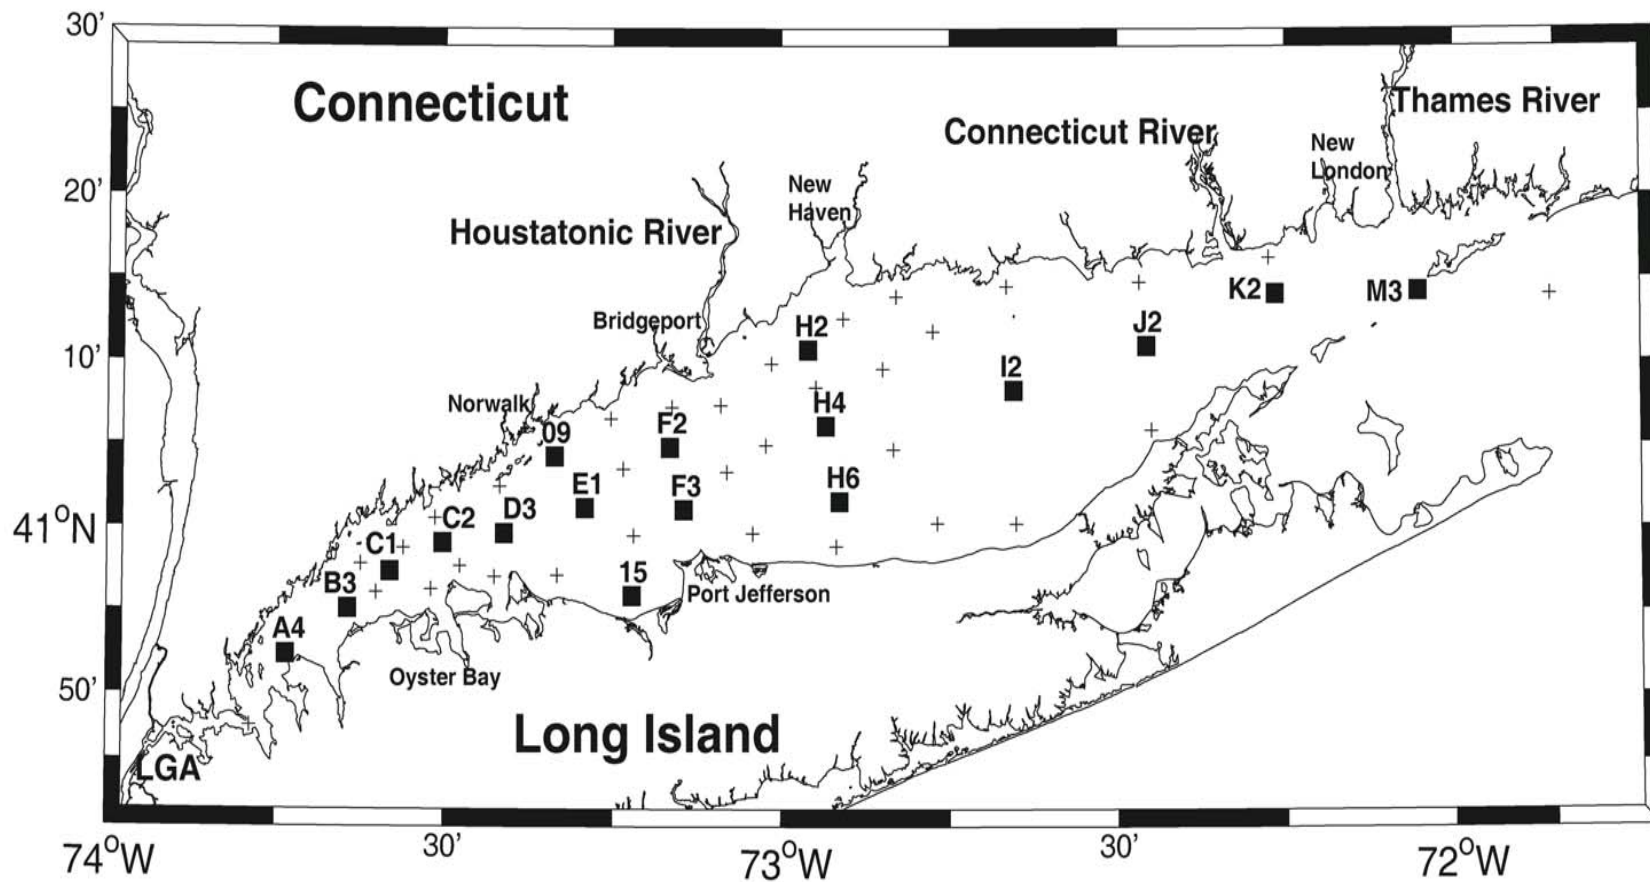 30'
Connecticut
Thames River
Connecticut River
New
London
20'
New
Haven
Houstatonic River
K2
M3
Bridgeport
H2
J2
10'
I2
Norwalk
H4
F2
09
H6
E1
F3
D3
C2
41°N
C1
15
B3
Port Jefferson
A4
Oyster Bay
50'
Long Island
LGA
74°W
30'
73°W
30'
72°W